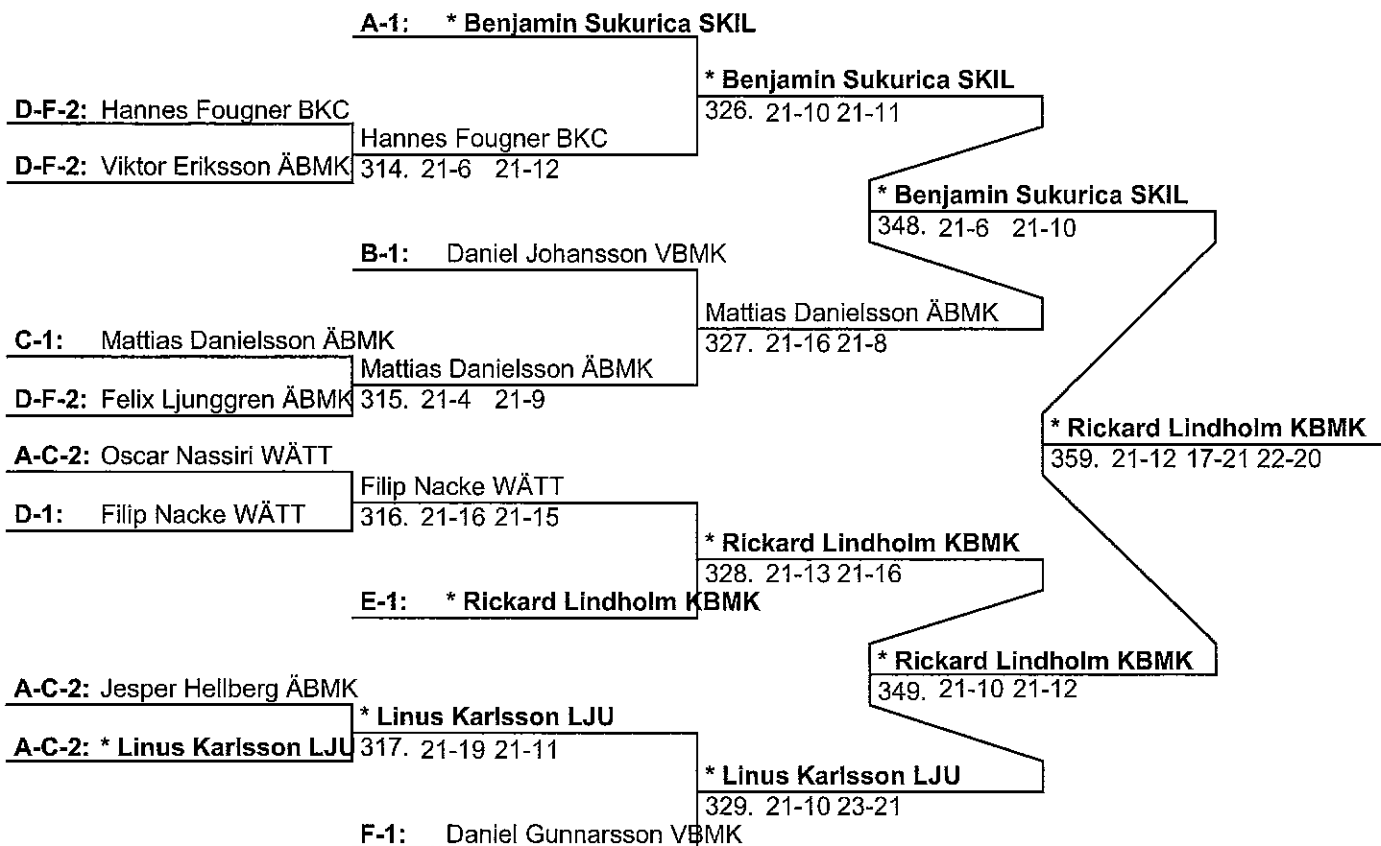 A-1: * Benjamin Sukurica SKIL
* Benjamin Sukurica SKIL
D-F-2: Hannes Fougner BKC
326. 21-10 21-11
Hannes Fougner BKC
D-F-2: Viktor Eriksson ÄBMK
314. 21-6 21-12
* Benjamin Sukurica SKIL
348. 21-6 21-10
B-1: Daniel Johansson VBMK
Mattias Danielsson ÄBMK
C-1: Mattias Danielsson ÄBMK
327. 21-16 21-8
Mattias Danielsson ÄBMK
D-F-2: Felix Ljunggren ÄBMK
315. 21-4 21-9
* Rickard Lindholm KBMK
A-C-2: Oscar Nassiri WÄTT
359. 21-12 17-21 22-20
Filip Nacke WÄTT
D-1: Filip Nacke WÄTT
316. 21-16 21-15
* Rickard Lindholm KBMK
328. 21-13 21-16
E-1: * Rickard Lindholm KBMK
* Rickard Lindholm KBMK
A-C-2: Jesper Hellberg ÄBMK
349. 21-10 21-12
* Linus Karlsson LJU
A-C-2: * Linus Karlsson LJU
317. 21-19 21-11
* Linus Karlsson LJU
329. 21-10 23-21
F-1: Daniel Gunnarsson VBMK